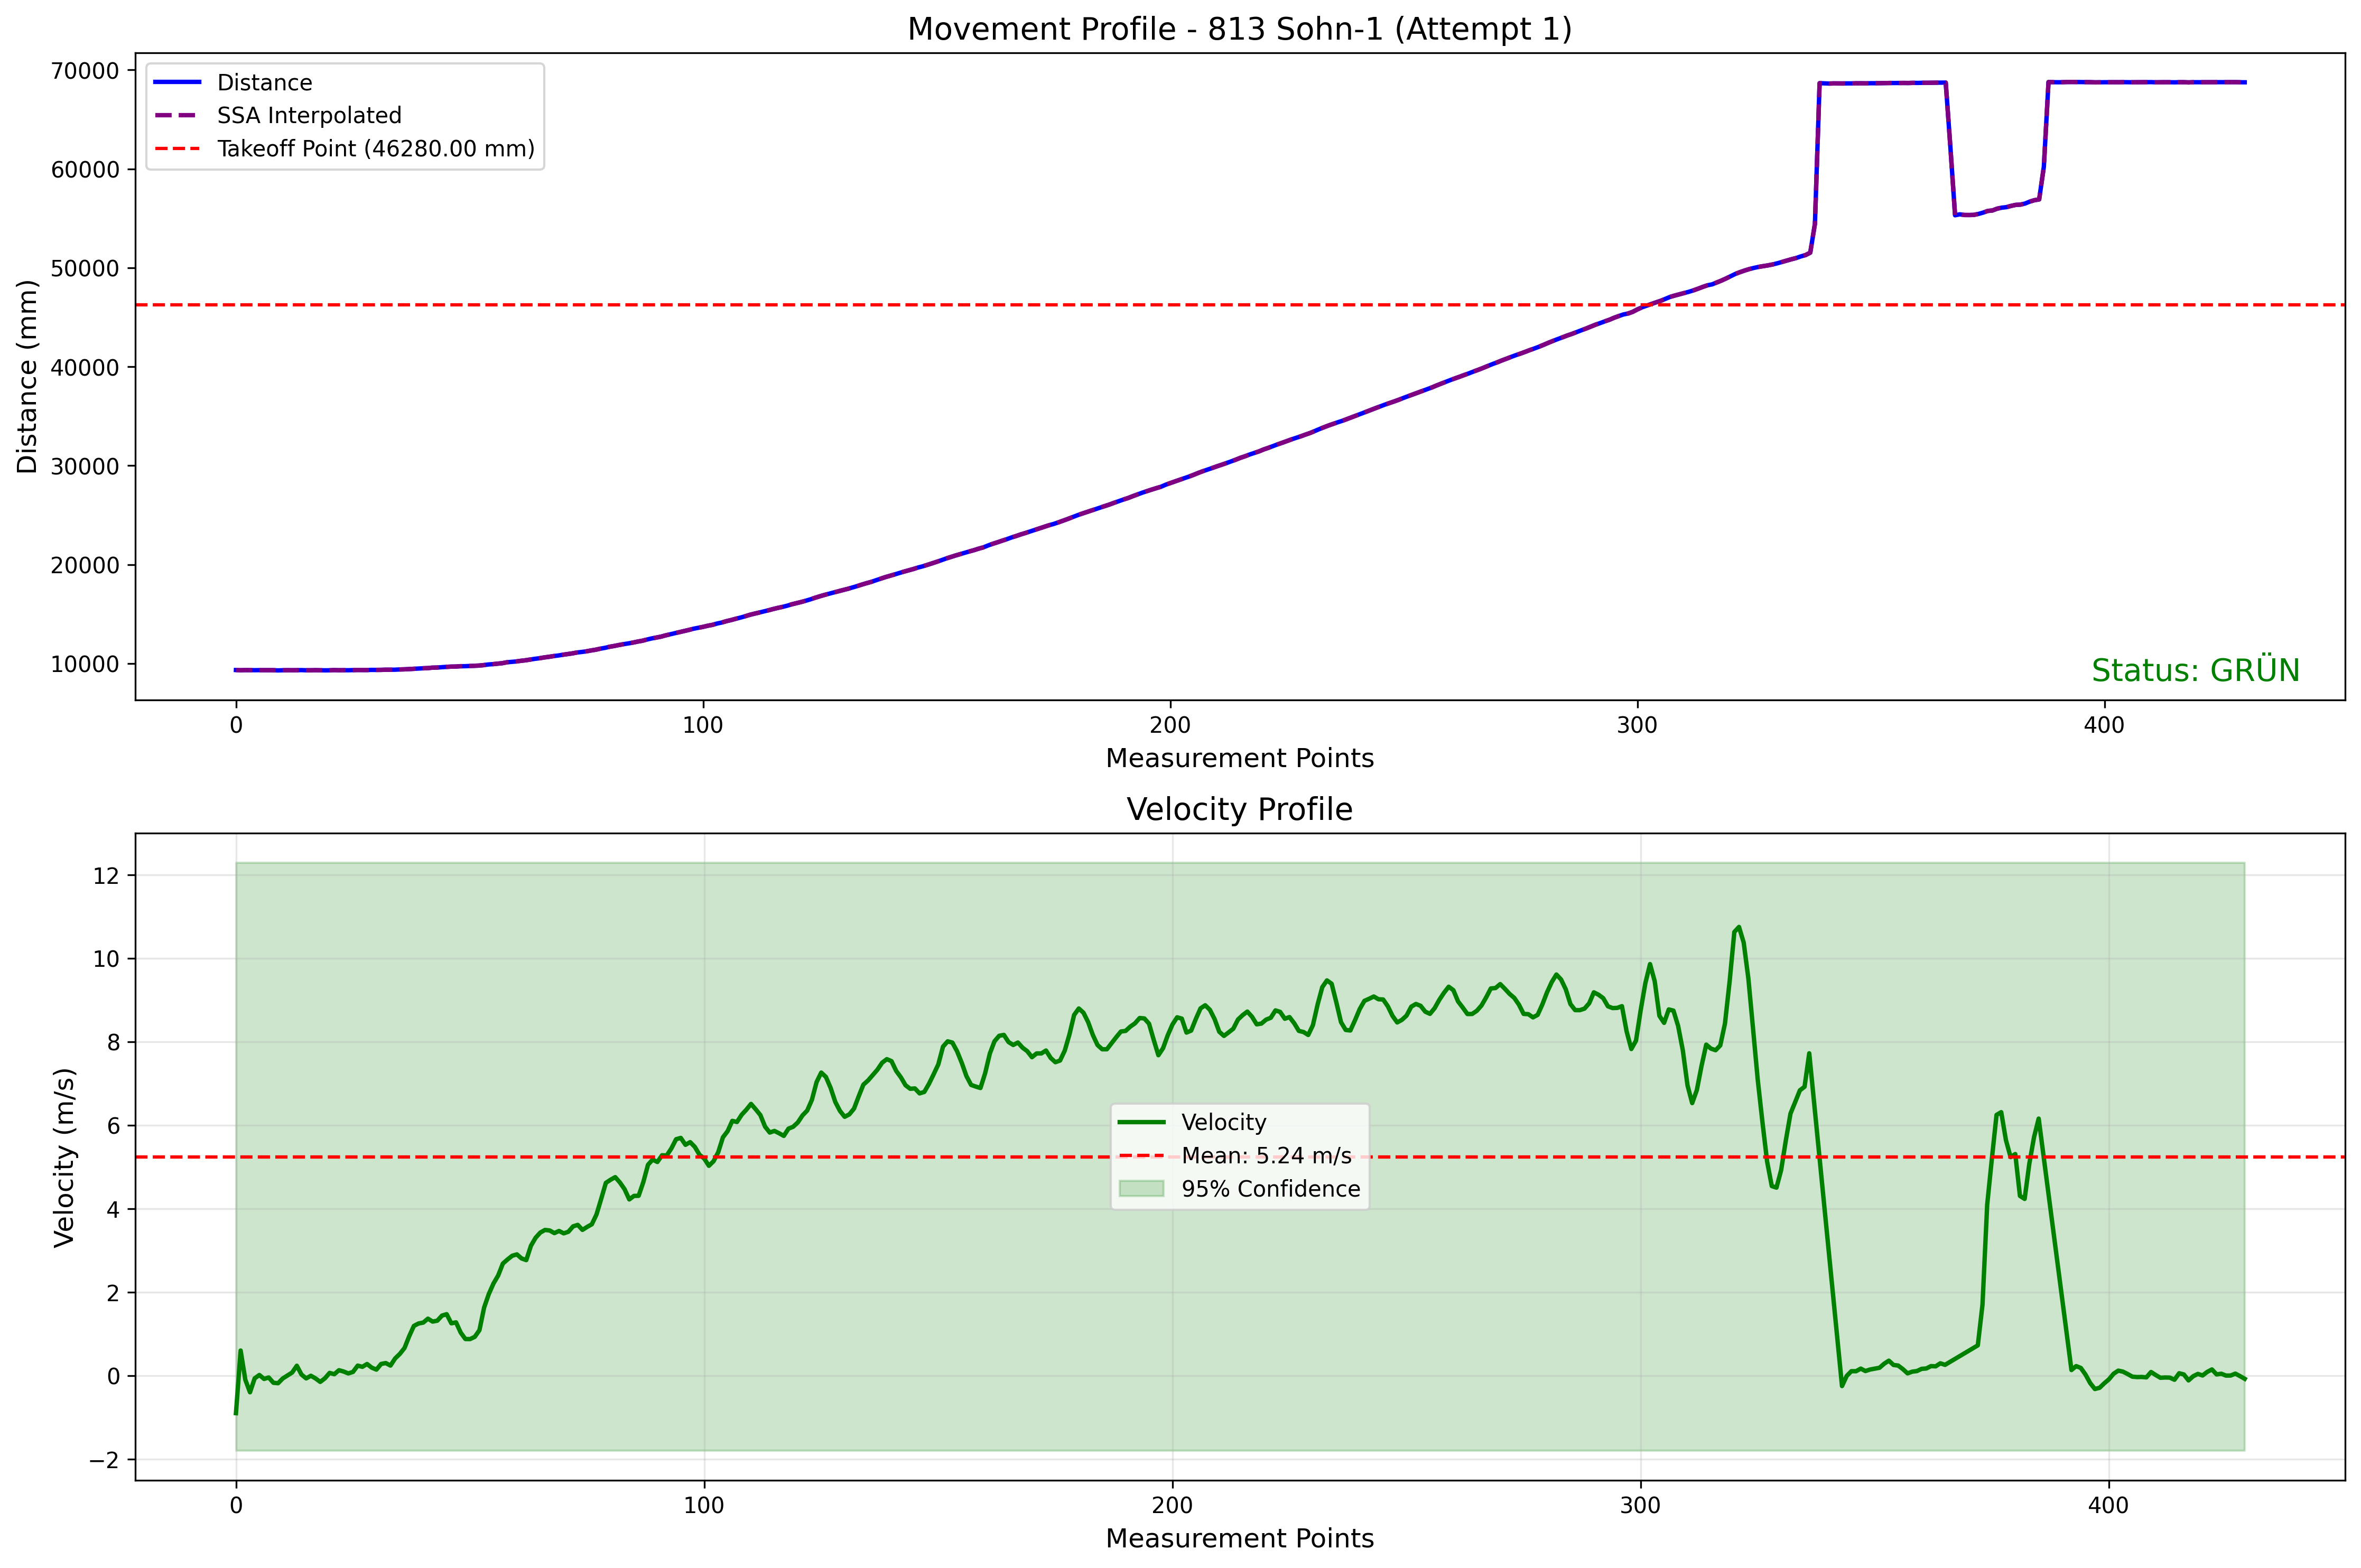 Movement Profile - 813 Sohn-1 (Attempt 1)
Distance
SSA Interpolated
Takeoff Point (46280.00 mm)
Distance (mm)
70000
60000
50000
40000
30000
20000
10000
Status: GRÜN
0 100 200 300 400
Measurement Points
Velocity Profile
Velocity (m/s)
12
10
8
6
4
2
0
−2
Velocity
Mean: 5.24 m/s
95% Confidence
0 100 200 300 400
Measurement Points